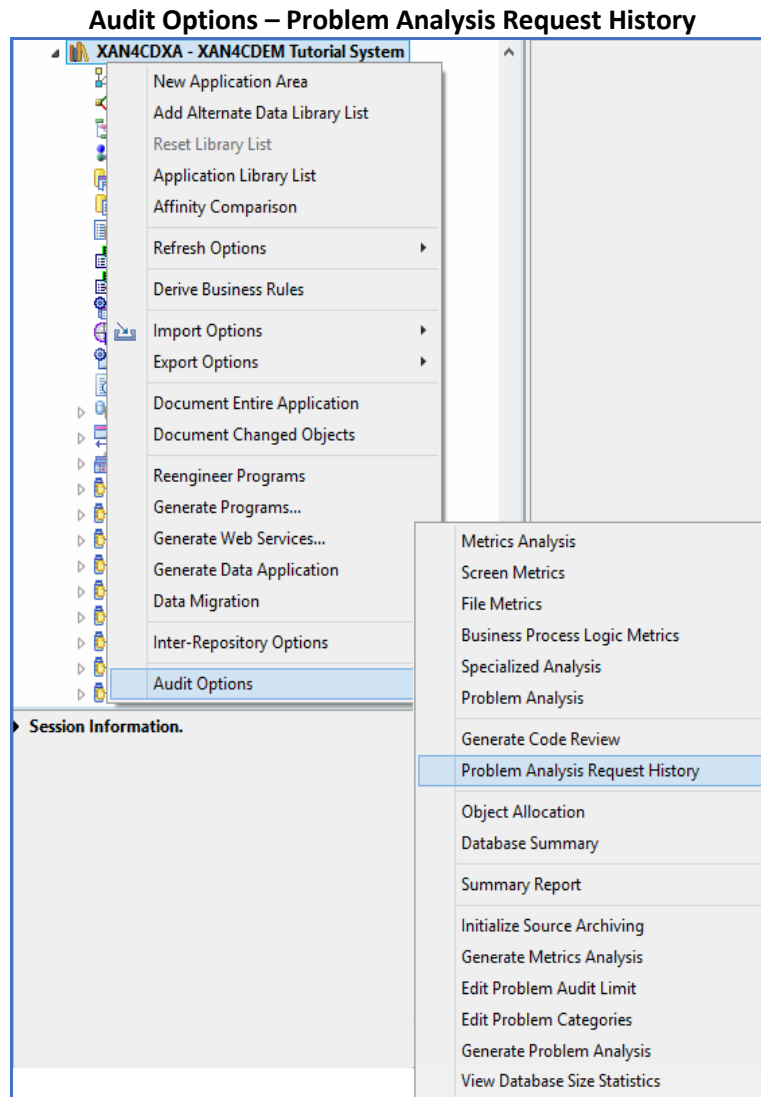 Audit Options – Problem Analysis Request History
XAN4CDXA - XAN4CDEM Tutorial System
New Application Area
Add Alternate Data Library List
Reset Library List
Application Library List
Affinity Comparison
Refresh Options
Derive Business Rules
Import Options
Export Options
Document Entire Application
Document Changed Objects
Reengineer Programs
Generate Programs...
Generate Web Services...
Generate Data Application
Data Migration
Inter-Repository Options
Audit Options
Session Information.
Metrics Analysis
Screen Metrics
File Metrics
Business Process Logic Metrics
Specialized Analysis
Problem Analysis
Generate Code Review
Problem Analysis Request History
Object Allocation
Database Summary
Summary Report
Initialize Source Archiving
Generate Metrics Analysis
Edit Problem Audit Limit
Edit Problem Categories
Generate Problem Analysis
View Database Size Statistics